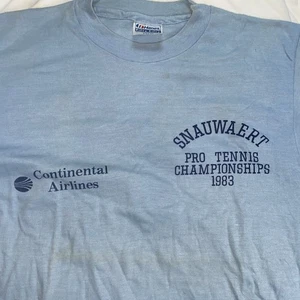 SNAUWAERT
PRO TENNIS
CHAMPIONSHIPS
1983
Continental
Airlines